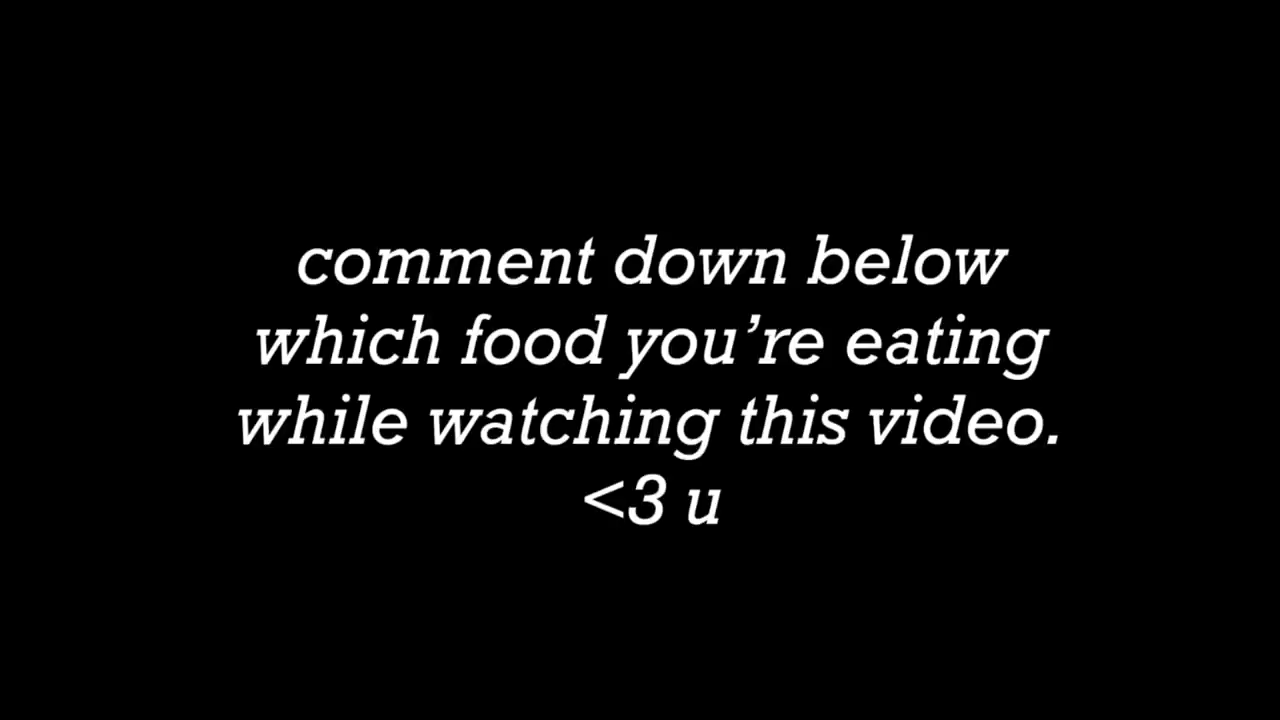 comment down below
which food you’re eating
while watching this video.
<3 u